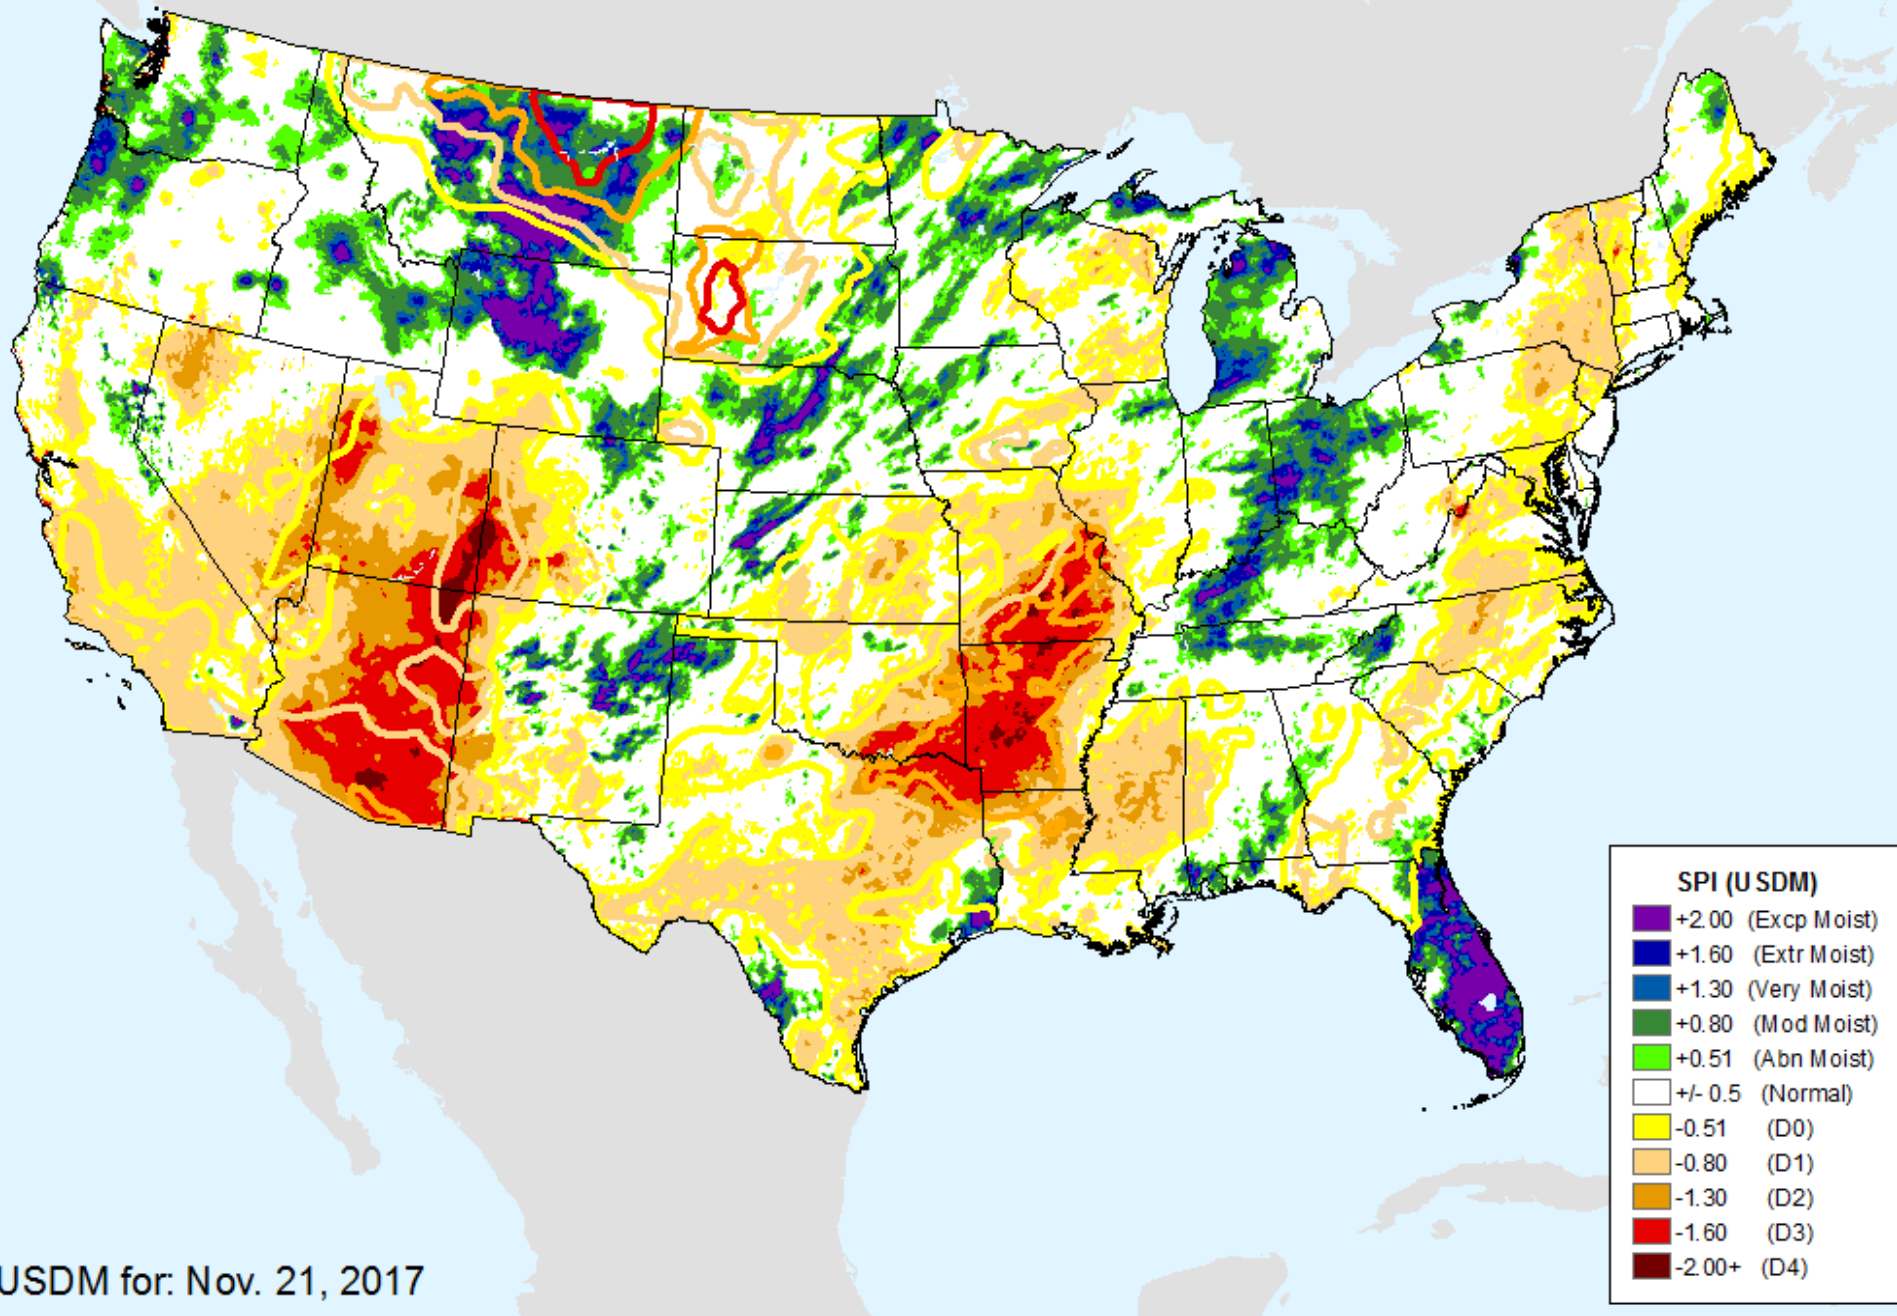 SPI (USDM)
+2.00 (Excp Moist)
+1.60 (Extr Moist)
+1.30 (Very Moist)
+0.80 (Mod Moist)
+0.51 (Abn Moist)
+/- 0.5 (Normal)
-0.51 (D0)
-0.80 (D1)
-1.30 (D2)
-1.60 (D3)
-2.00+ (D4)
USDM for: Nov. 21, 2017